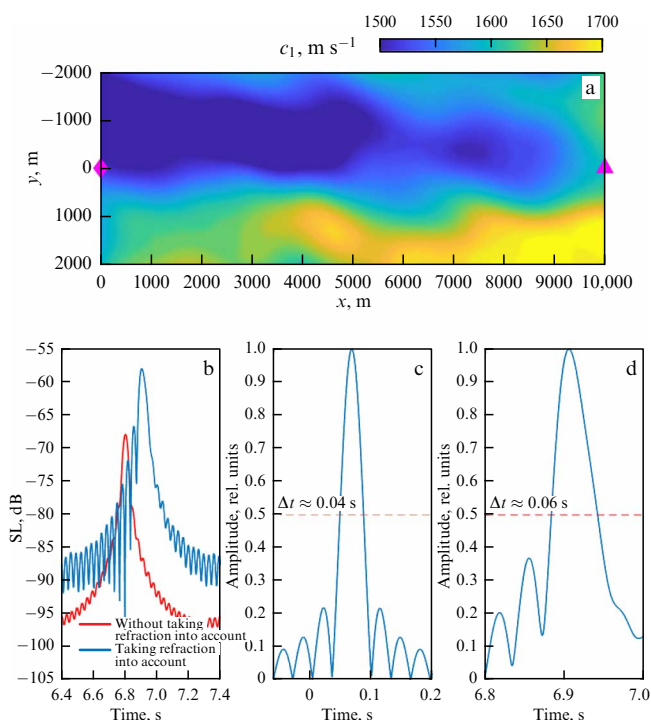 1500 1550 1600 1650 1700
c₁, m s⁻¹
−2000
−1000
0
1000
2000
y, m
a
0 1000 2000 3000 4000 5000 6000 7000 8000 9000 10,000
x, m
−55
−60
−65
−70
−75
−80
−85
−90
−95
−100
−105
SL, dB
b
Without taking
refraction into account
Taking refraction
into account
6.4 6.6 6.8 7.0 7.2 7.4
Time, s
1.0
0.9
0.8
0.7
0.6
0.5
0.4
0.3
0.2
0.1
0
Amplitude, rel. units
c
Δt ≈ 0.04 s
0 0.1 0.2
Time, s
1.0
0.9
0.8
0.7
0.6
0.5
0.4
0.3
0.2
0.1
0
Amplitude, rel. units
d
Δt ≈ 0.06 s
6.8 6.9 7.0
Time, s